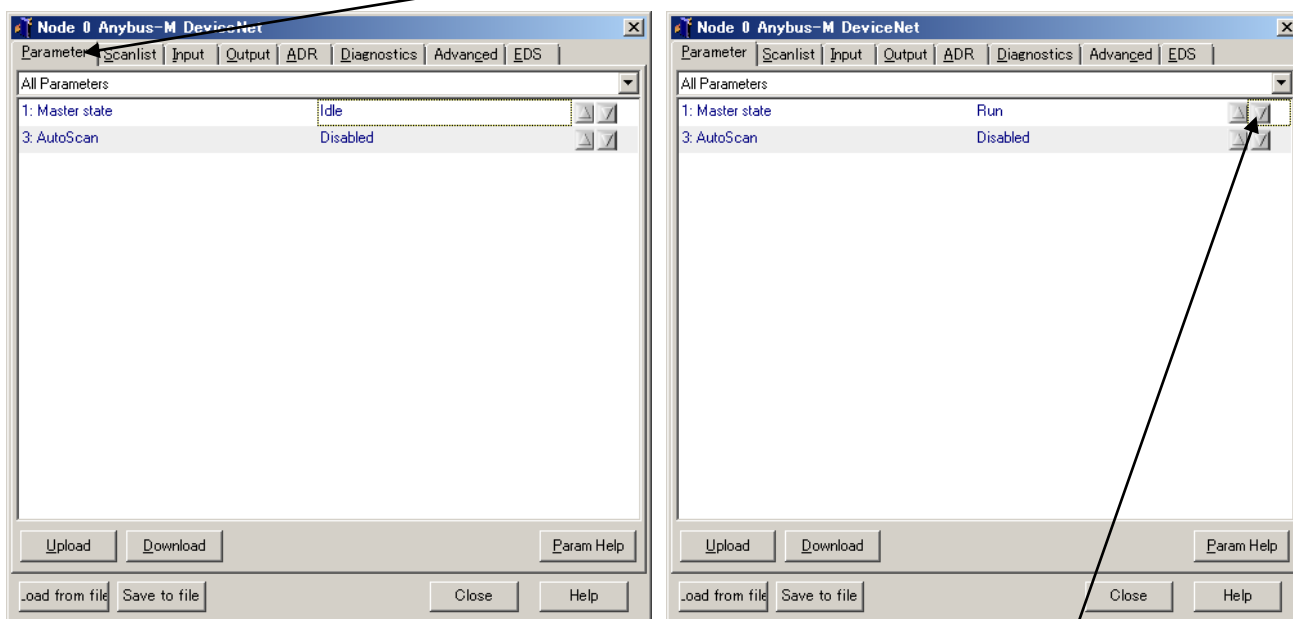 Node 0 Anybus-M DeviceNet
Parameter Scanlist Input Output ADR Diagnostics Advanced EDS
All Parameters
1: Master state Idle
3: AutoScan Disabled
Upload Download Param Help
Load from file Save to file Close Help
Node 0 Anybus-M DeviceNet
Parameter Scanlist Input Output ADR Diagnostics Advanced EDS
All Parameters
1: Master state Run
3: AutoScan Disabled
Upload Download Param Help
Load from file Save to file Close Help